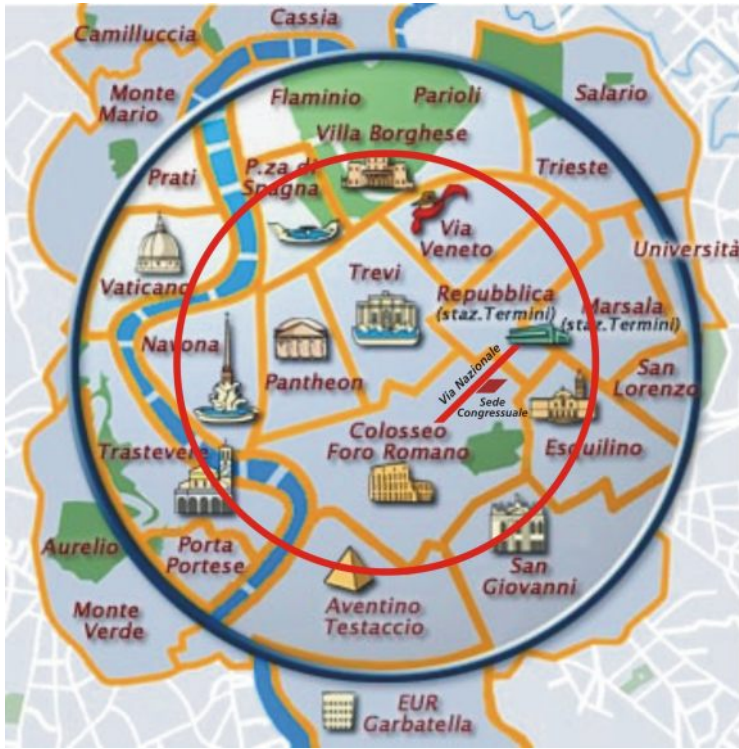 Cassia
Camilluccia
Monte
Mario
Flaminio
Parioli
Salario
Villa Borghese
Prati
P.za di
Spagna
Trieste
Via
Veneto
Università
Vaticano
Trevi
Repubblica
(staz.Termini)
Marsala
(staz.Termini)
Navona
Pantheon
Via Nazionale
San
Lorenzo
Sede
Congressuale
Colosseo
Foro Romano
Esquilino
Trastevere
Aurelio
Porta
Portese
San
Giovanni
Monte
Verde
Aventino
Testaccio
EUR
Garbatella